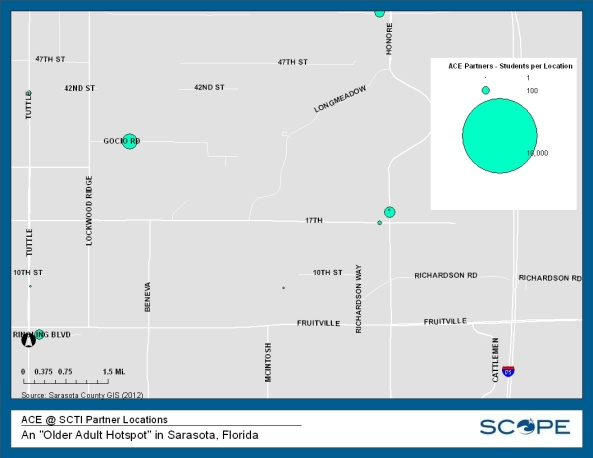 HONORE
ACE Partners - Students per Location
1
100
10,000
47TH ST
47TH ST
42ND ST
42ND ST
TUTTLE
LONGMEADOW
GOCIO RD
LOCKWOOD RIDGE
17TH
TUTTLE
10TH ST
10TH ST
BENEVA
RICHARDSON WAY
RICHARDSON RD
RICHARDSON RD
FRUITVILLE
FRUITVILLE
RINGLING BLVD
MCINTOSH
CATTLEMEN
0 0.375 0.75 1.5 Mi.
Source: Sarasota County GIS (2012)
ACE @ SCTI Partner Locations
An "Older Adult Hotspot" in Sarasota, Florida
SCOPE